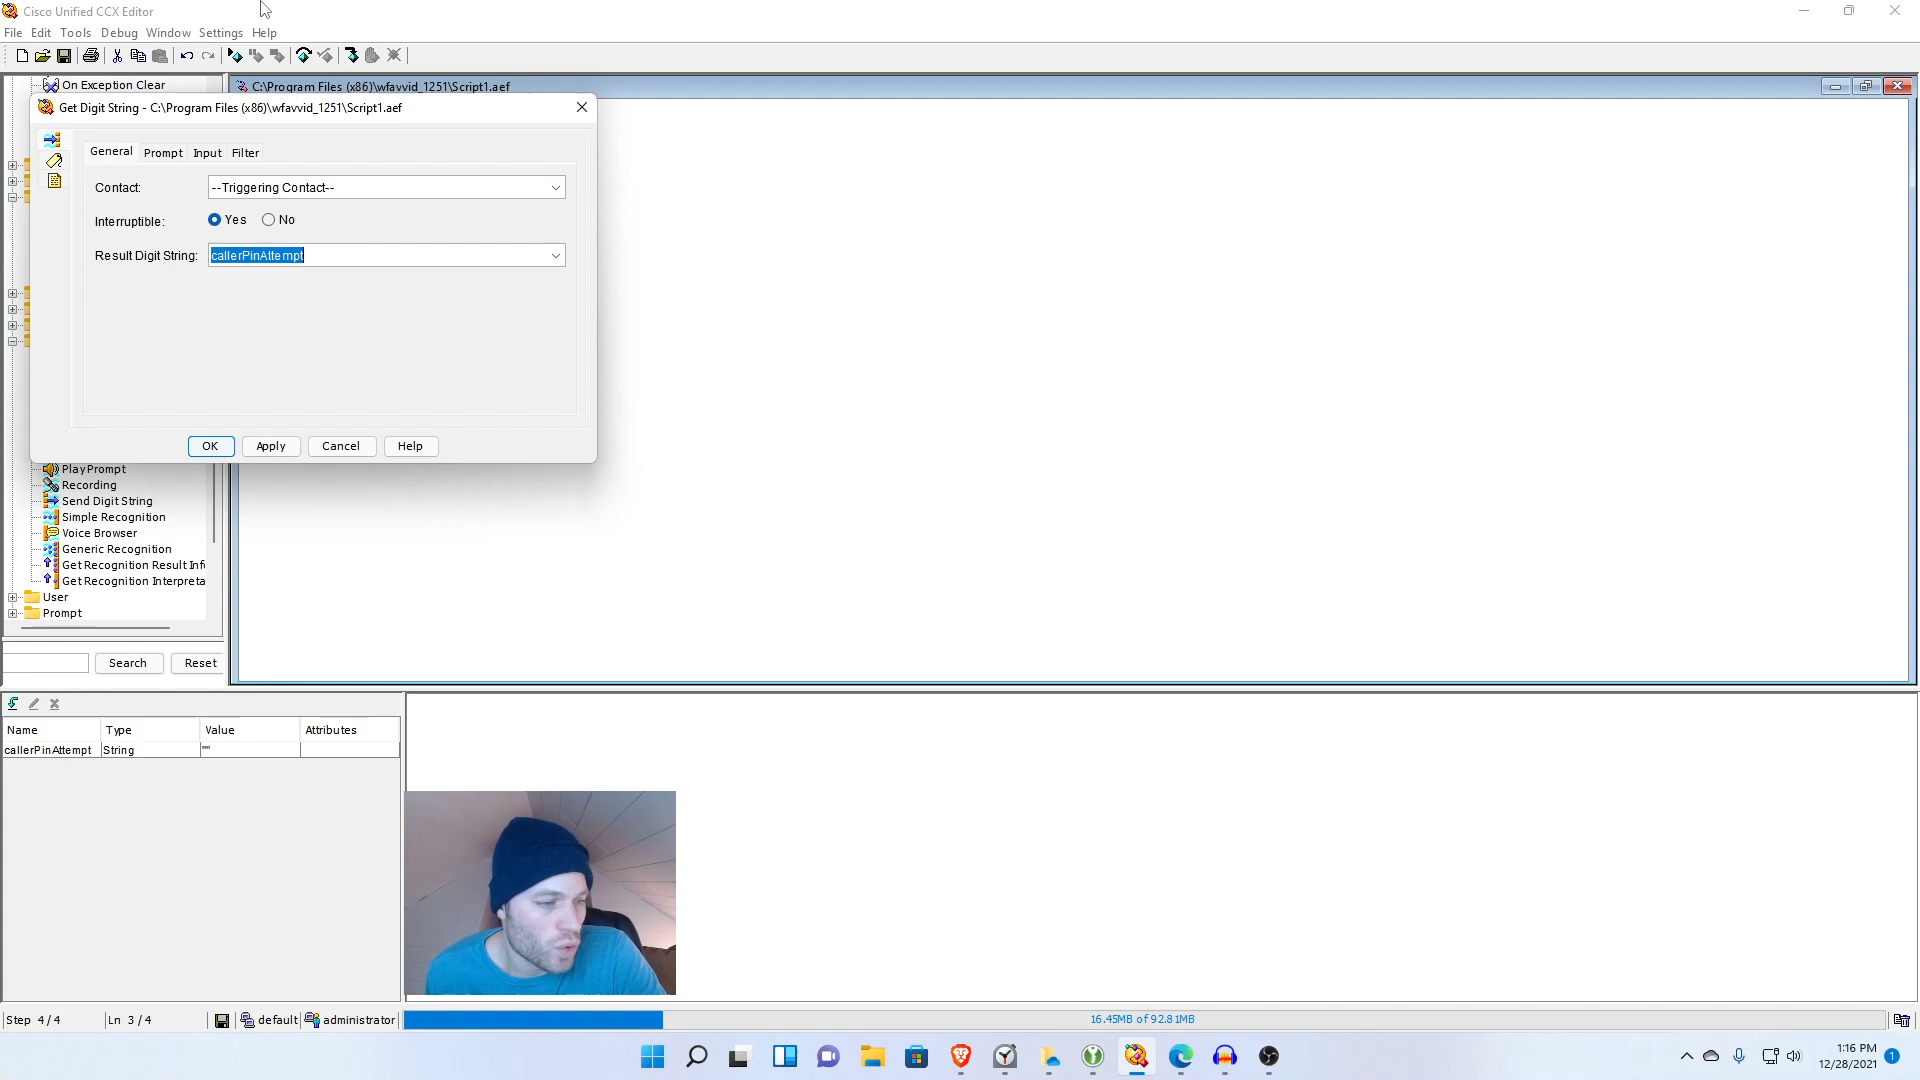 Cisco Unified CCX Editor
File Edit Tools Debug Window Settings Help
On Exception Clear
C:\Program Files (x86)\wfavvid_1251\Script1.aef
Get Digit String - C:\Program Files (x86)\wfavvid_1251\Script1.aef
General Prompt Input Filter
Contact: --Triggering Contact--
Interruptible: Yes No
Result Digit String: callerPinAttempt
OK Apply Cancel Help
Play Prompt
Recording
Send Digit String
Simple Recognition
Voice Browser
Generic Recognition
Get Recognition Result Inf
Get Recognition Interpreta
User
Prompt
Search Reset
Name Type Value Attributes
callerPinAttempt String ""
Step 4/4 Ln 3/4 default administrator 16.45MB of 92.81MB
1:16 PM
12/28/2021 1